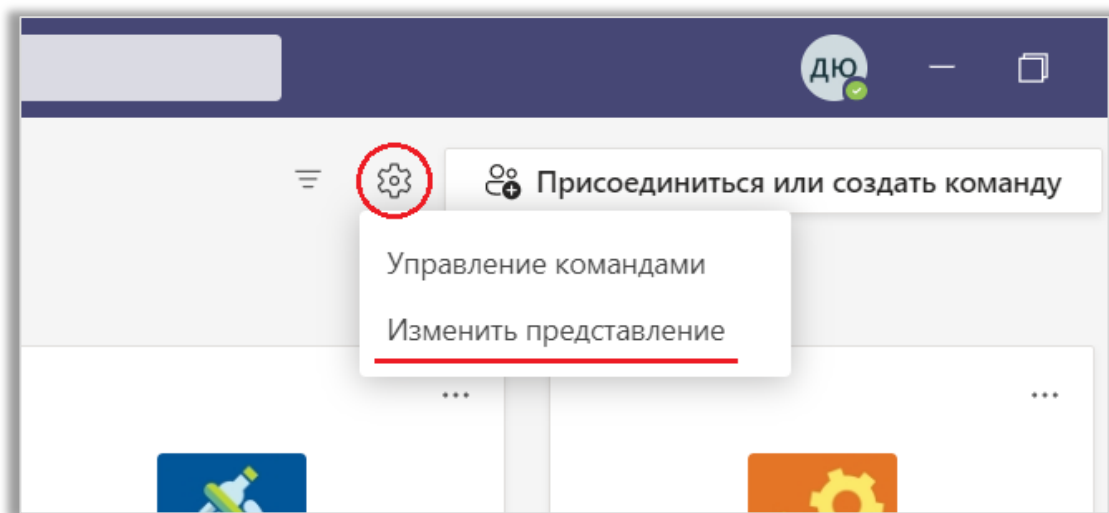 ДЮ
Присоединиться или создать команду
Управление командами
Изменить представление